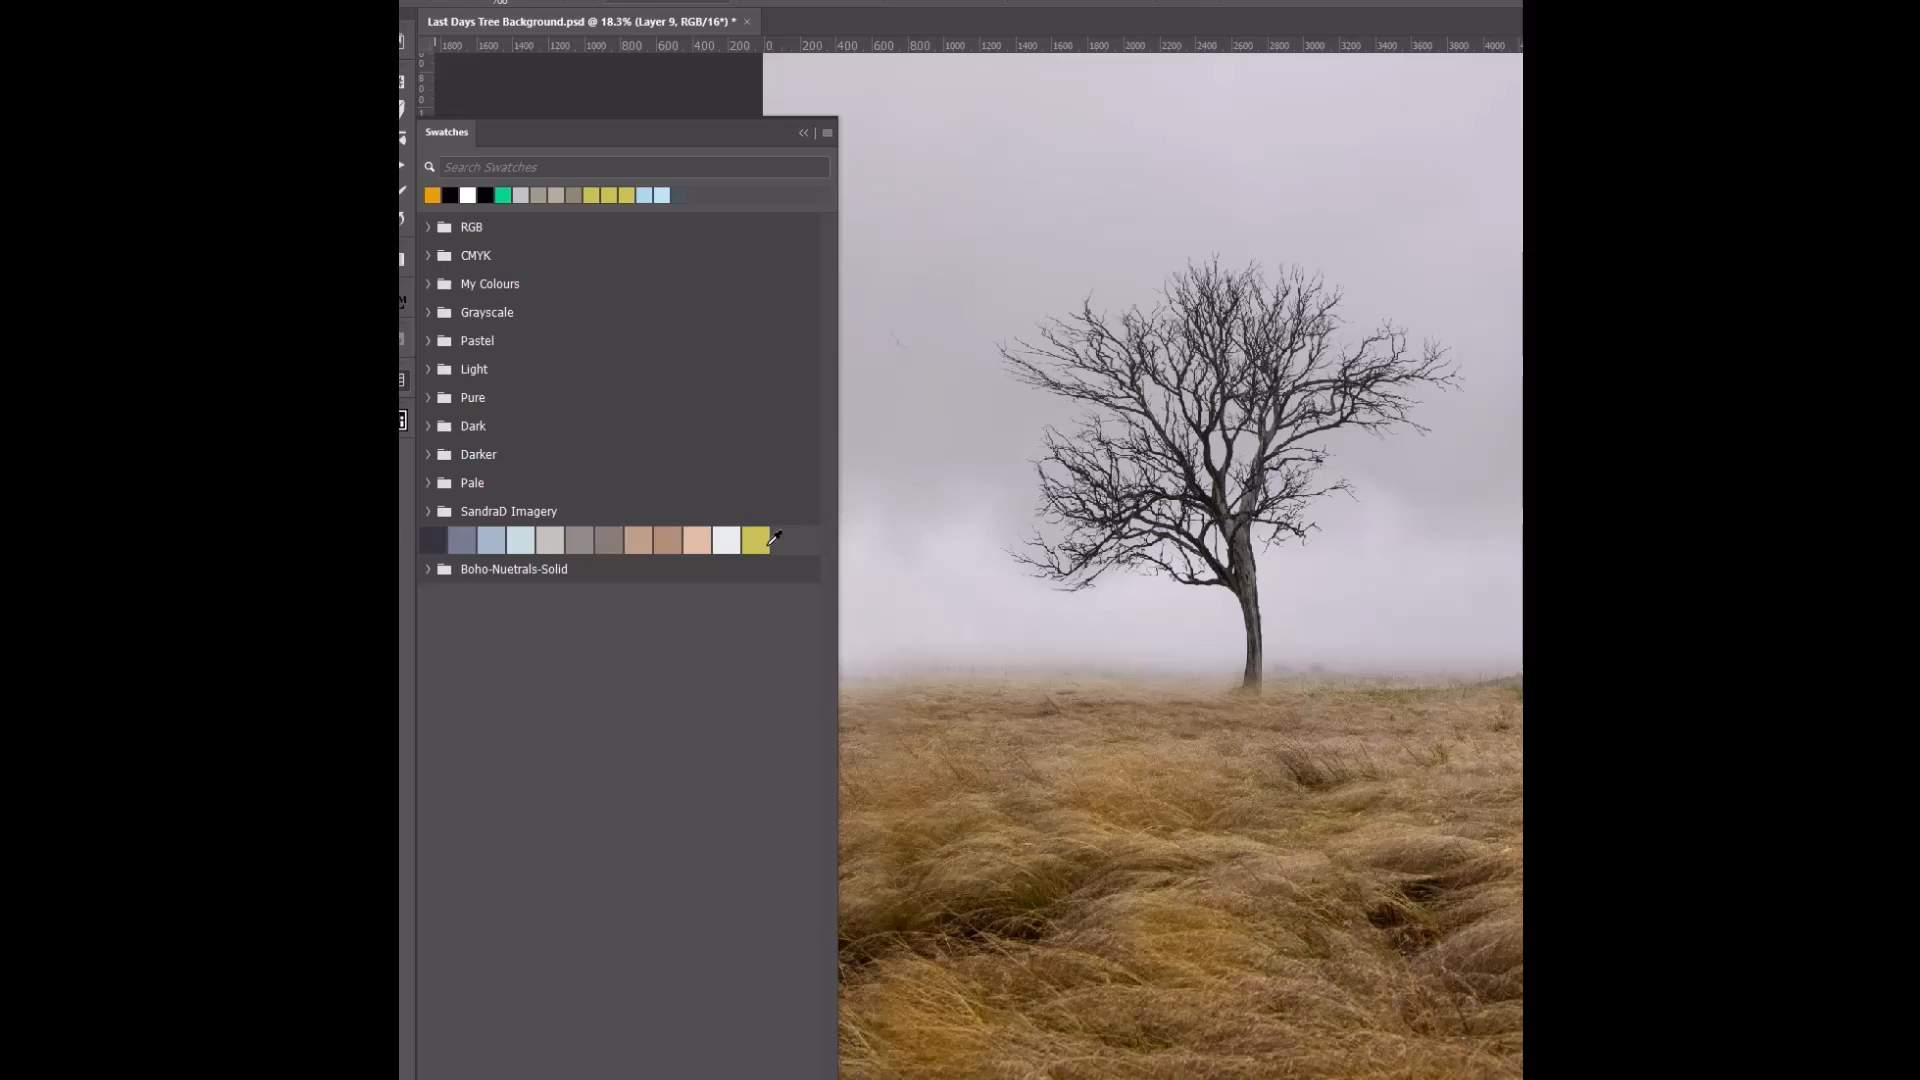 Last Days Tree Background.psd @ 18.3% (Layer 9, RGB/16*) * ×
1800 1600 1400 1200 1000 800 600 400 200 0 200 400 600 800 1000 1200 1400 1600 1800 2000 2200 2400 2600 2800 3000 3200 3400 3600 3800 4000
Swatches
Search Swatches
RGB
CMYK
My Colours
Grayscale
Pastel
Light
Pure
Dark
Darker
Pale
SandraD Imagery
Boho-Nuetrals-Solid